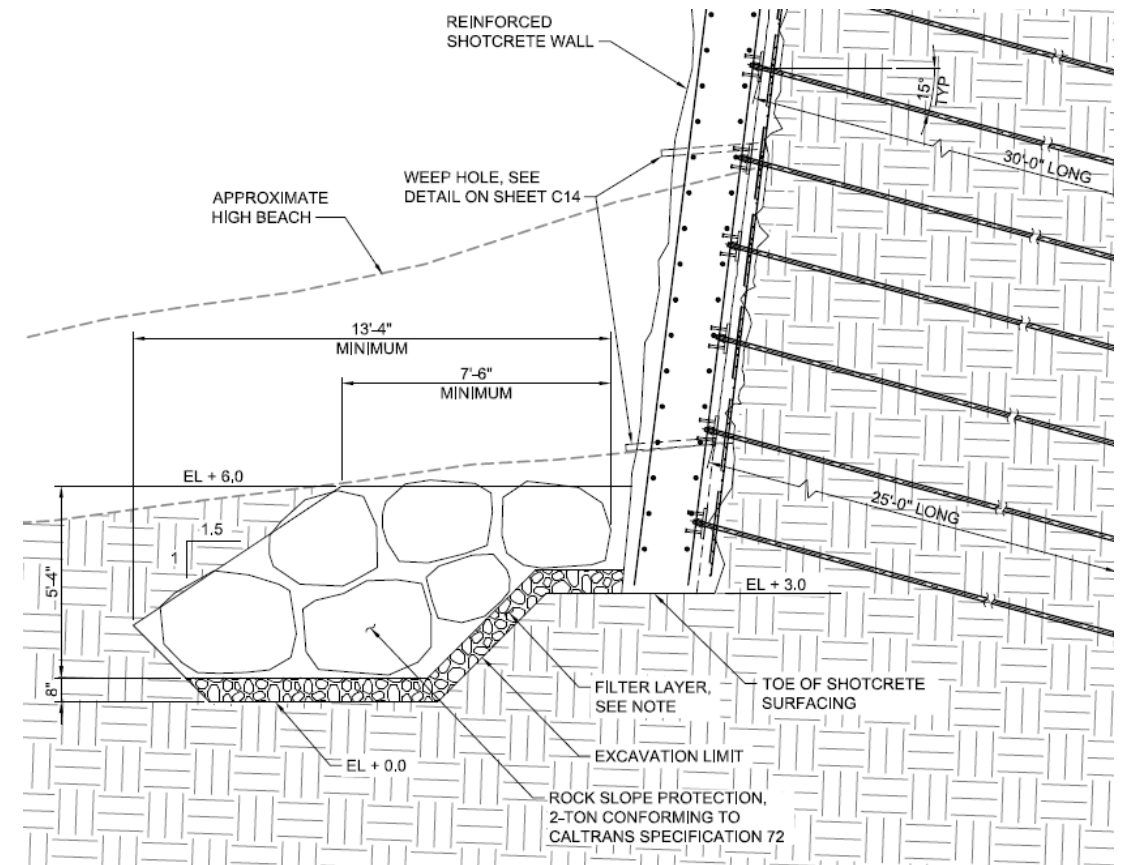 REINFORCED
SHOTCRETE WALL
15°
TYP
30'-0" LONG
WEEP HOLE, SEE
DETAIL ON SHEET C14
APPROXIMATE
HIGH BEACH
13'-4"
MINIMUM
7'-6"
MINIMUM
EL + 6.0
1.5
1
25'-0" LONG
5'-4"
EL + 3.0
8"
FILTER LAYER,
SEE NOTE
TOE OF SHOTCRETE
SURFACING
EXCAVATION LIMIT
EL + 0.0
ROCK SLOPE PROTECTION,
2-TON CONFORMING TO
CALTRANS SPECIFICATION 72